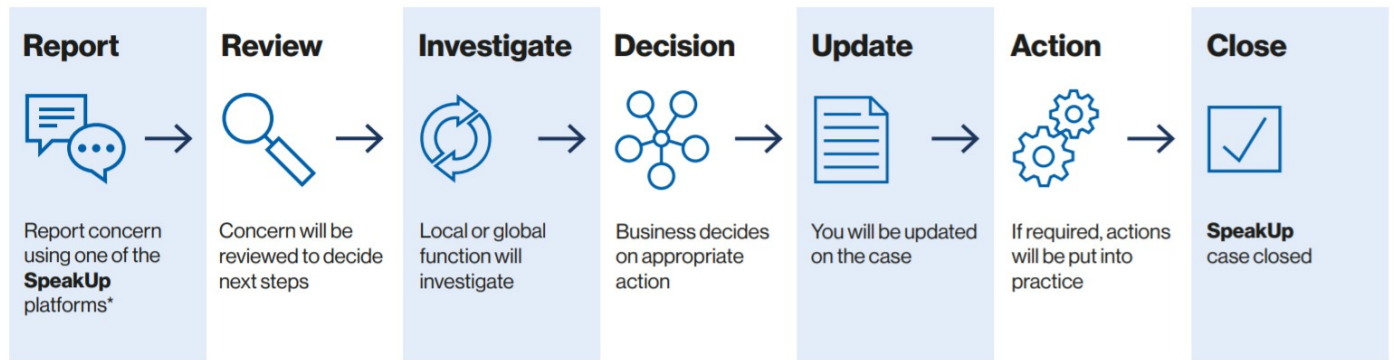 Report
Report concern
using one of the
SpeakUp
platforms*
Review
Concern will be
reviewed to decide
next steps
Investigate
Local or global
function will
investigate
Decision
Business decides
on appropriate
action
Update
You will be updated
on the case
Action
If required, actions
will be put into
practice
Close
SpeakUp
case closed